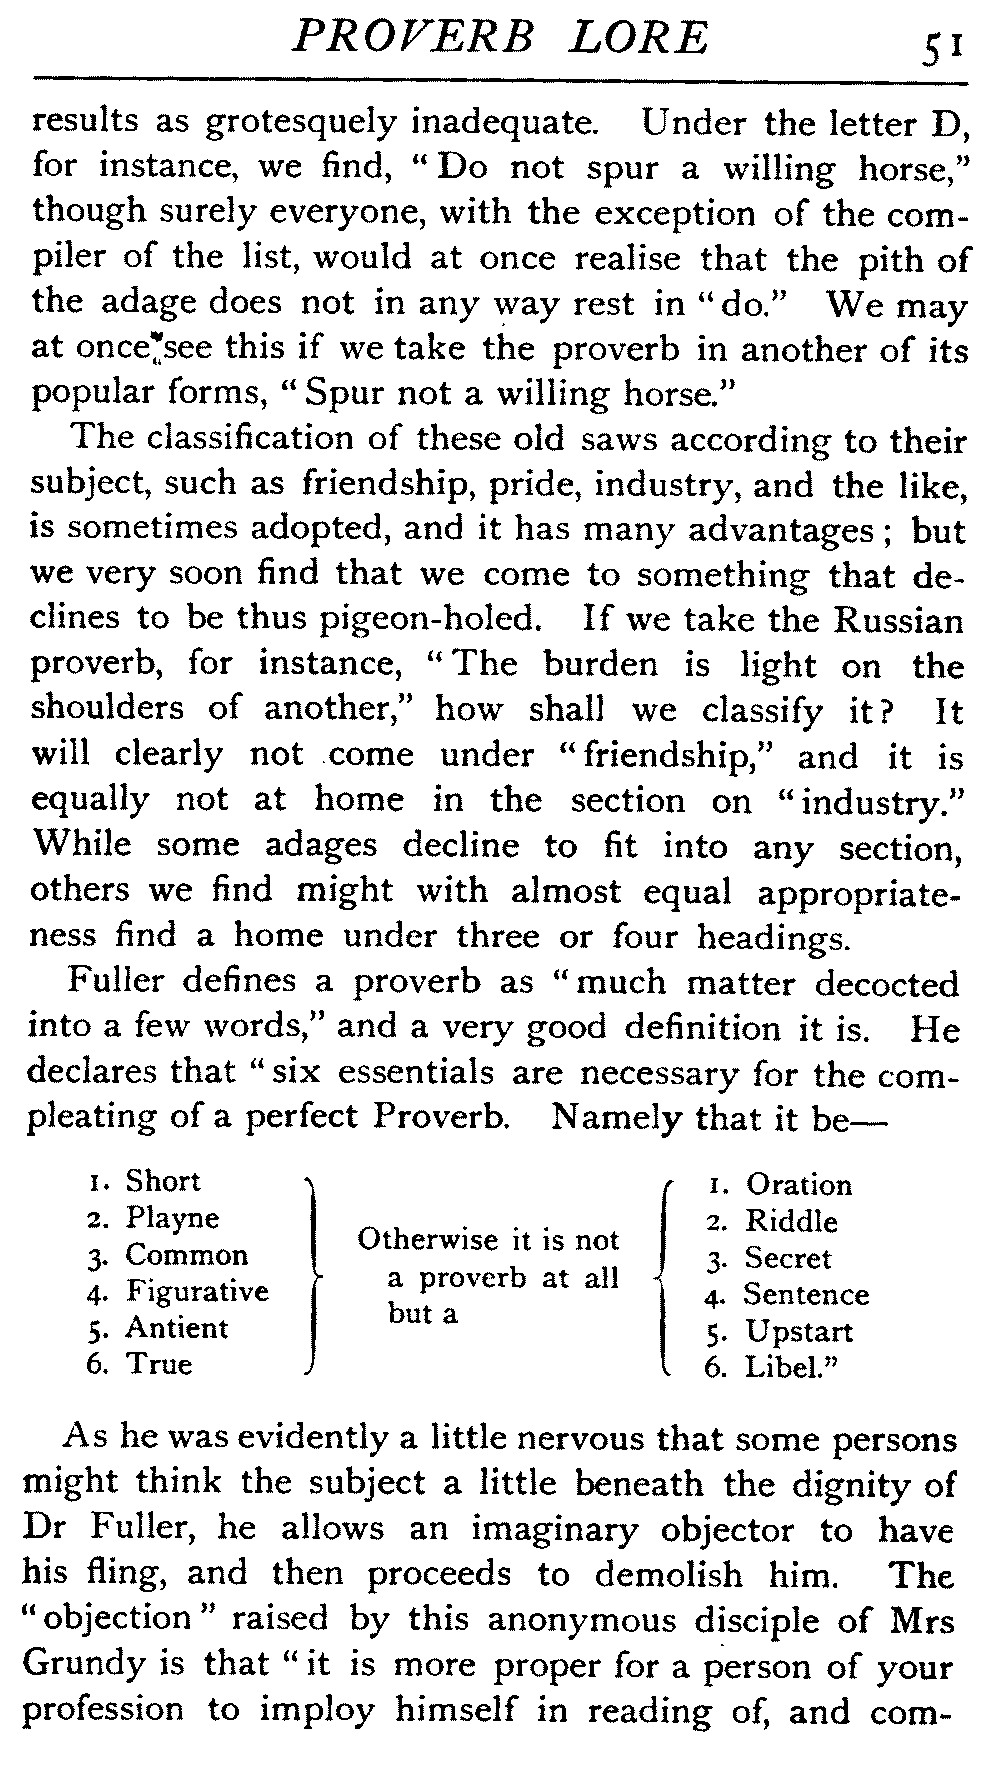 PROVERB LORE 51
results as grotesquely inadequate. Under the letter D,
for instance, we find, “Do not spur a willing horse,”
though surely everyone, with the exception of the com-
piler of the list, would at once realise that the pith of
the adage does not in any way rest in “do.” We may
at once see this if we take the proverb in another of its
popular forms, “Spur not a willing horse.”
The classification of these old saws according to their
subject, such as friendship, pride, industry, and the like,
is sometimes adopted, and it has many advantages; but
we very soon find that we come to something that de-
clines to be thus pigeon-holed. If we take the Russian
proverb, for instance, “The burden is light on the
shoulders of another,” how shall we classify it? It
will clearly not come under “friendship,” and it is
equally not at home in the section on “industry.”
While some adages decline to fit into any section,
others we find might with almost equal appropriate-
ness find a home under three or four headings.
Fuller defines a proverb as “much matter decocted
into a few words,” and a very good definition it is. He
declares that “six essentials are necessary for the com-
pleating of a perfect Proverb. Namely that it be—
1. Short
2. Playne
3. Common
4. Figurative
5. Antient
6. True
Otherwise it is not
a proverb at all
but a
1. Oration
2. Riddle
3. Secret
4. Sentence
5. Upstart
6. Libel.”
As he was evidently a little nervous that some persons
might think the subject a little beneath the dignity of
Dr Fuller, he allows an imaginary objector to have
his fling, and then proceeds to demolish him. The
“objection” raised by this anonymous disciple of Mrs
Grundy is that “it is more proper for a person of your
profession to imploy himself in reading of, and com-